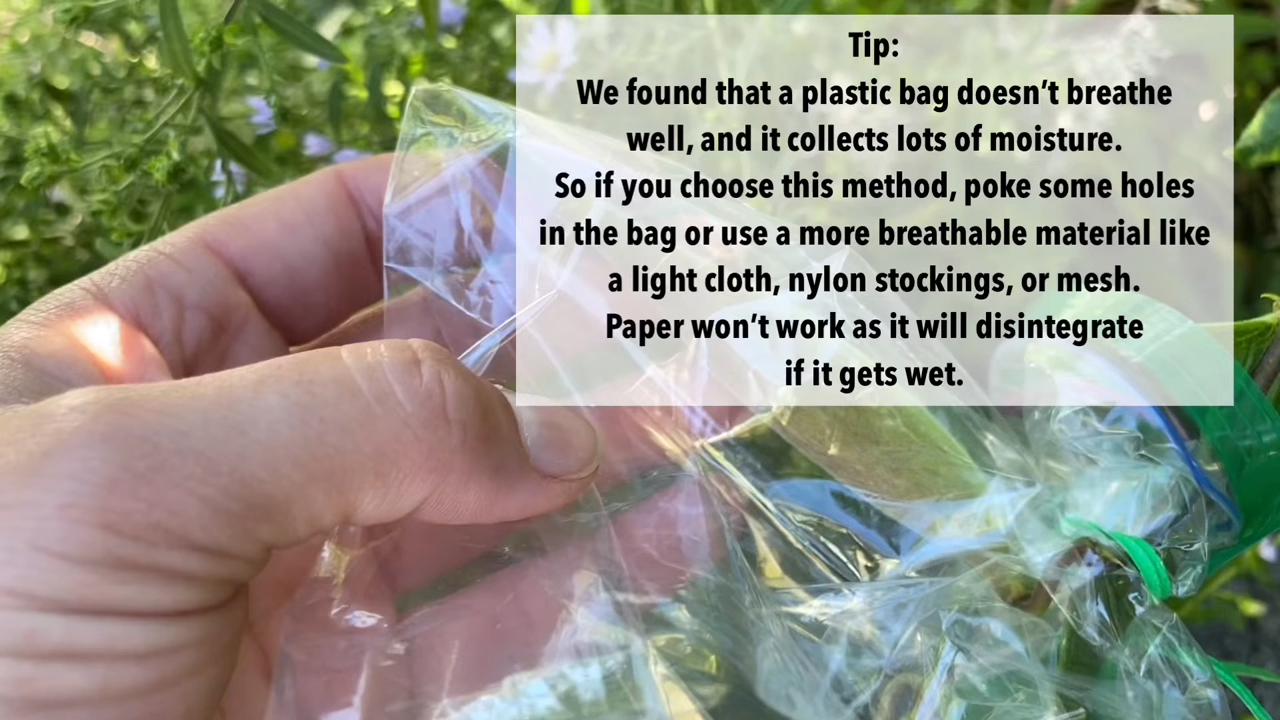 Tip:
We found that a plastic bag doesn’t breathe
well, and it collects lots of moisture.
So if you choose this method, poke some holes
in the bag or use a more breathable material like
a light cloth, nylon stockings, or mesh.
Paper won’t work as it will disintegrate
if it gets wet.